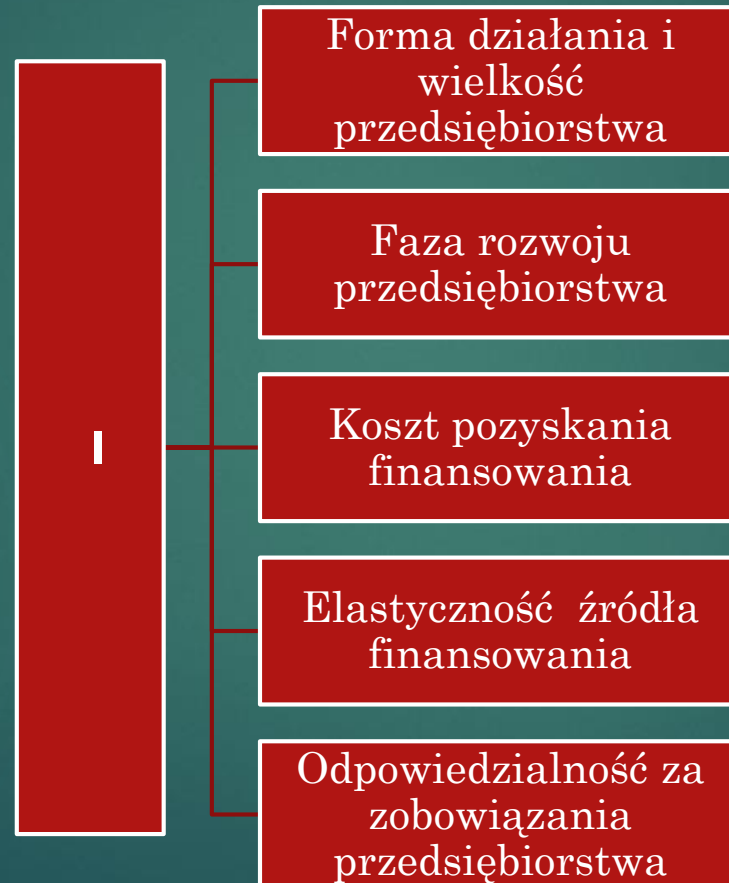 Forma działania i
wielkość
przedsiębiorstwa
Faza rozwoju
przedsiębiorstwa
I
Koszt pozyskania
finansowania
Elastyczność źródła
finansowania
Odpowiedzialność za
zobowiązania
przedsiębiorstwa